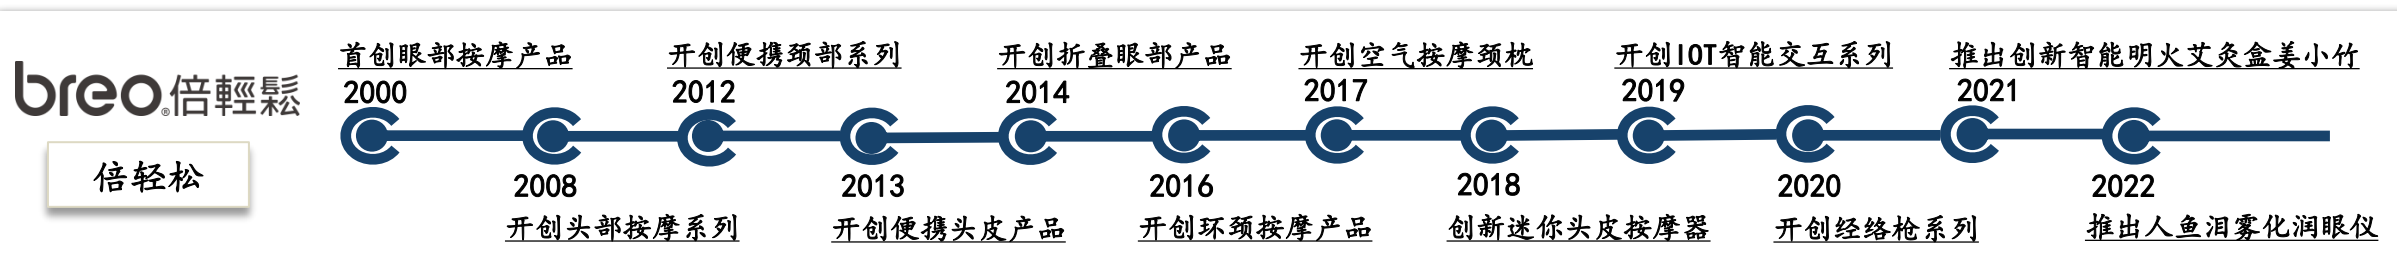 首创眼部按摩产品
2000
breo®倍輕鬆
倍轻松
2008
开创头部按摩系列
开创便携颈部系列
2012
2013
开创便携头皮产品
开创折叠眼部产品
2014
2016
开创环颈按摩产品
开创空气按摩颈枕
2017
2018
创新迷你头皮按摩器
开创IOT智能交互系列
2019
2020
开创经络枪系列
推出创新智能明火艾灸盒姜小竹
2021
2022
推出人鱼泪雾化润眼仪